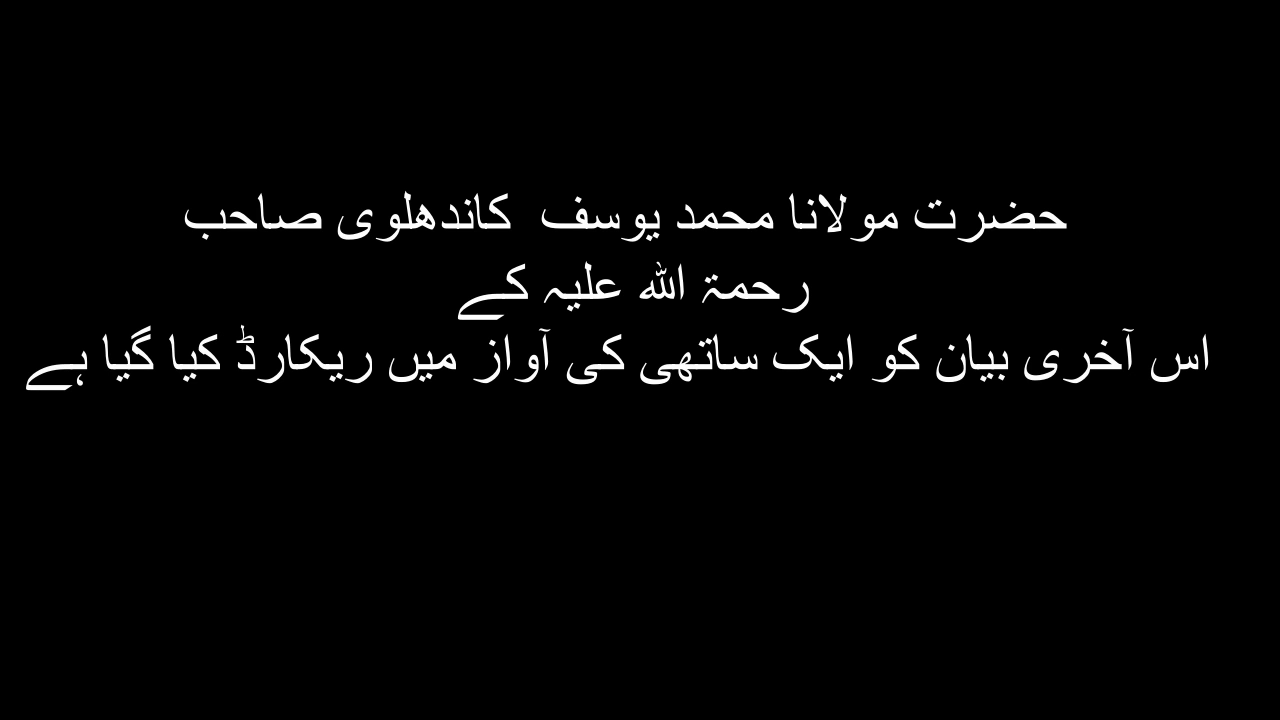 حضرت مولانا محمد یوسف کاندھلوی صاحب
رحمۃ اللہ علیہ کے
اس آخری بیان کو ایک ساتھی کی آواز میں ریکارڈ کیا گیا ہے